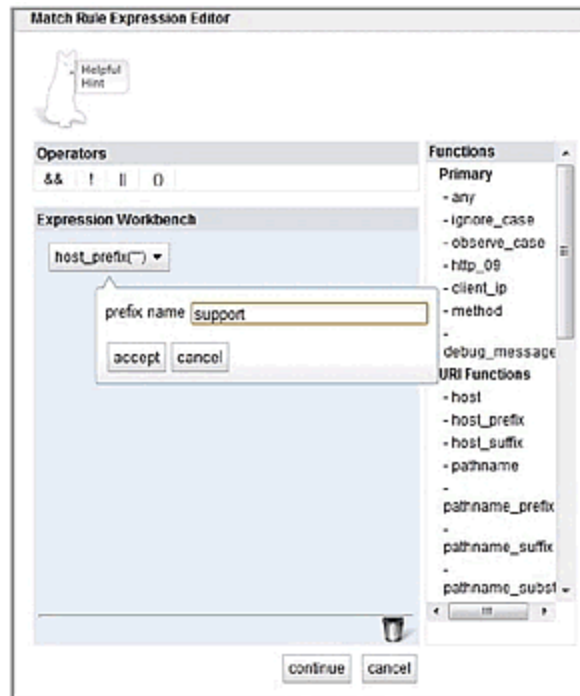 Match Rule Expression Editor
Helpful
Hint
Operators
&& ! || ()
Expression Workbench
host_prefix("")
prefix name support
accept cancel
continue cancel
Functions
Primary
- any
- ignore_case
- observe_case
- http_09
- client_ip
- method
-
debug_message
URI Functions
- host
- host_prefix
- host_suffix
- pathname
-
pathname_prefix
-
pathname_suffix
-
pathname_subst